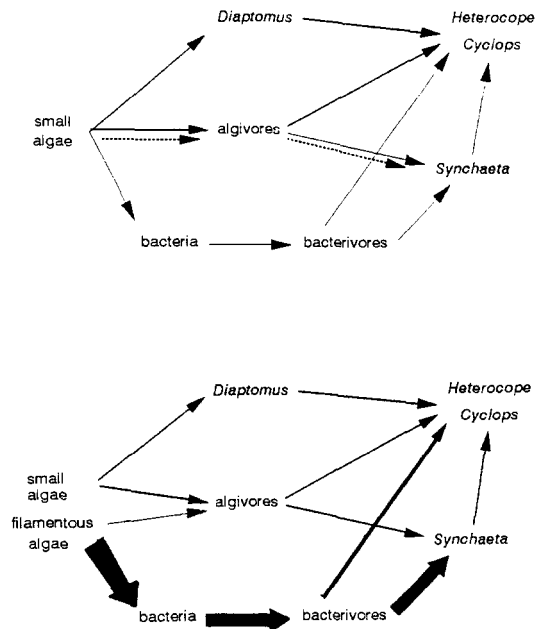 Diaptomus
Heterocope
Cyclops
small
algae
algivores
Synchaeta
bacteria
bacterivores
Diaptomus
Heterocope
Cyclops
small
algae
algivores
filamentous
algae
Synchaeta
bacteria
bacterivores